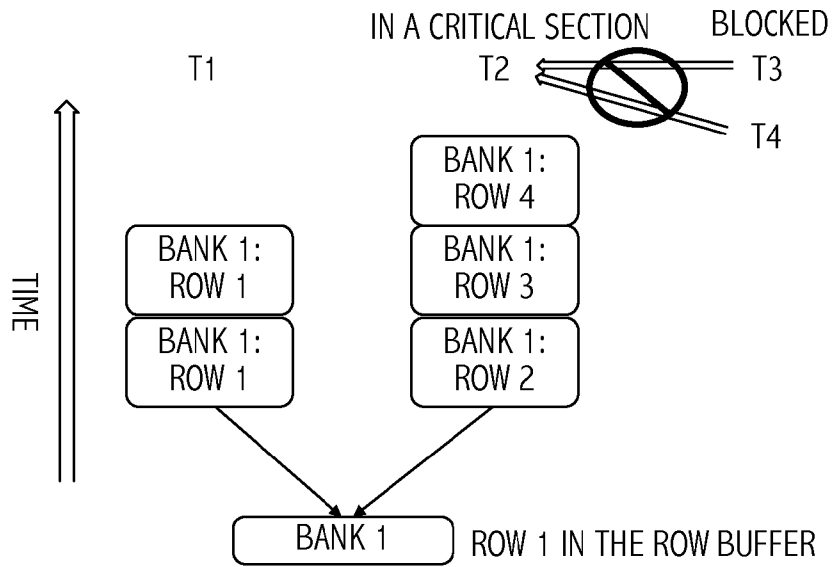 IN A CRITICAL SECTION
BLOCKED
T1
T2
T3
T4
BANK 1:
ROW 4
BANK 1:
ROW 1
BANK 1:
ROW 3
BANK 1:
ROW 1
BANK 1:
ROW 2
TIME
BANK 1
ROW 1 IN THE ROW BUFFER